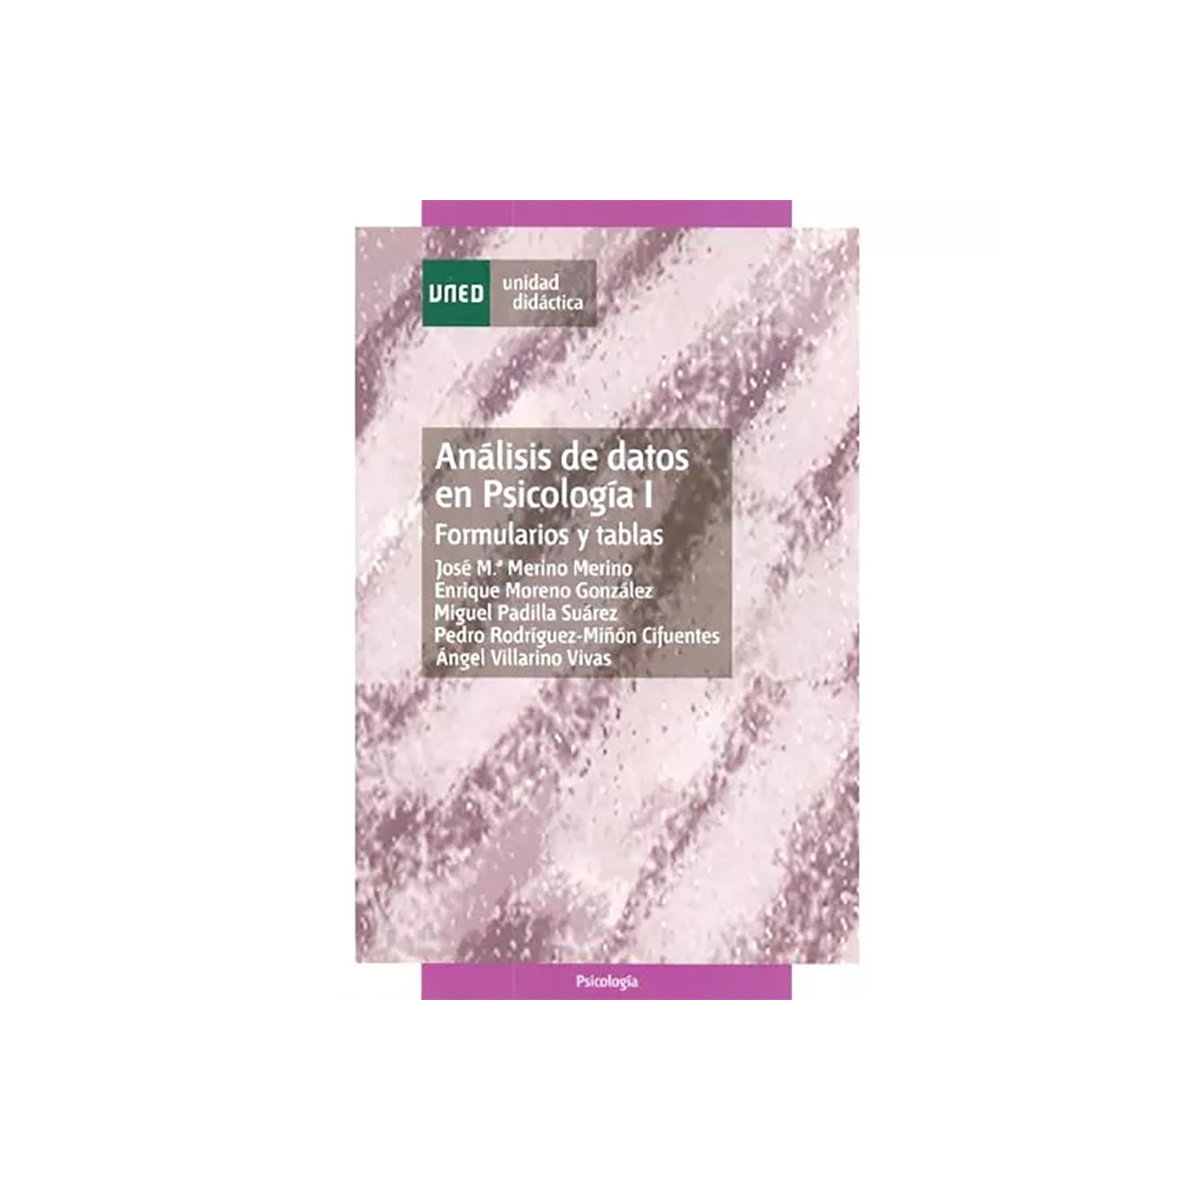 UNED
unidad
didáctica
Análisis de datos
en Psicología I
Formularios y tablas
José M.ª Merino Merino
Enrique Moreno González
Miguel Padilla Suárez
Pedro Rodríguez-Miñón Cifuentes
Ángel Villarino Vivas
Psicología